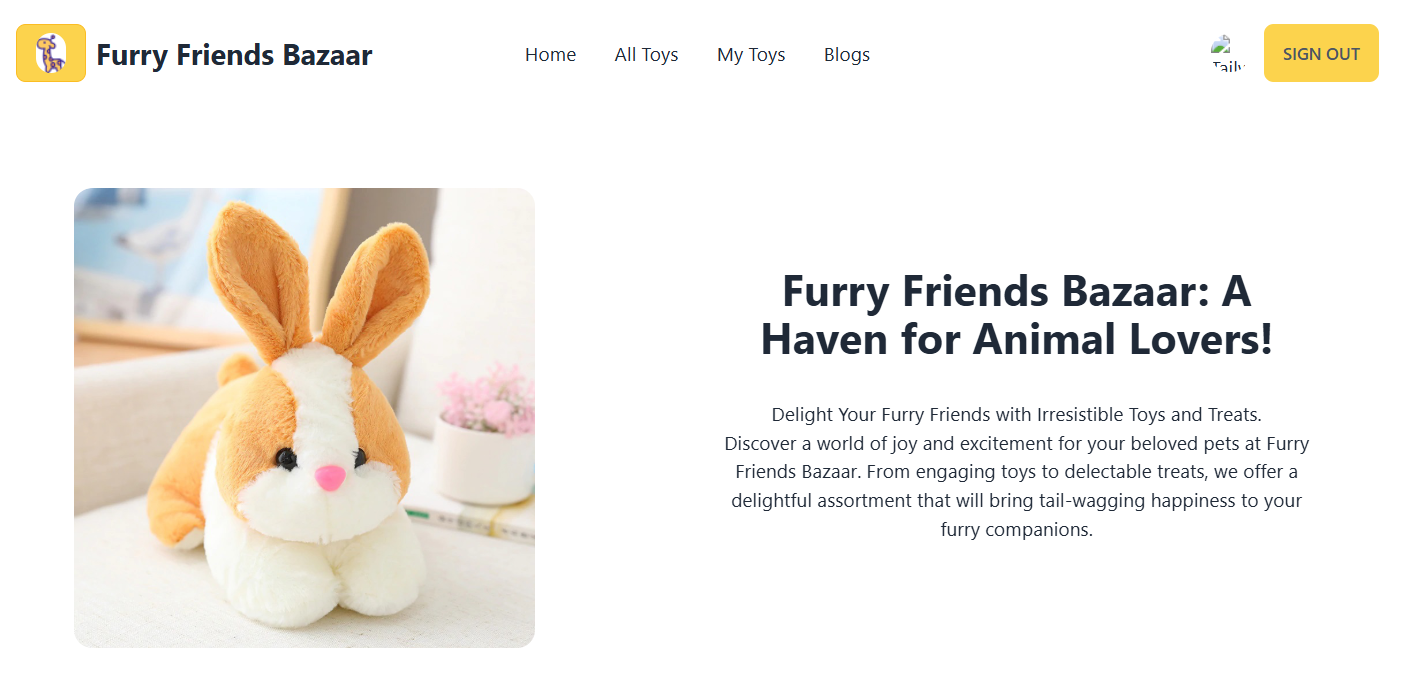 Furry Friends Bazaar
Home
All Toys
My Toys
Blogs
SIGN OUT
Furry Friends Bazaar: A
Haven for Animal Lovers!
Delight Your Furry Friends with Irresistible Toys and Treats.
Discover a world of joy and excitement for your beloved pets at Furry
Friends Bazaar. From engaging toys to delectable treats, we offer a
delightful assortment that will bring tail-wagging happiness to your
furry companions.